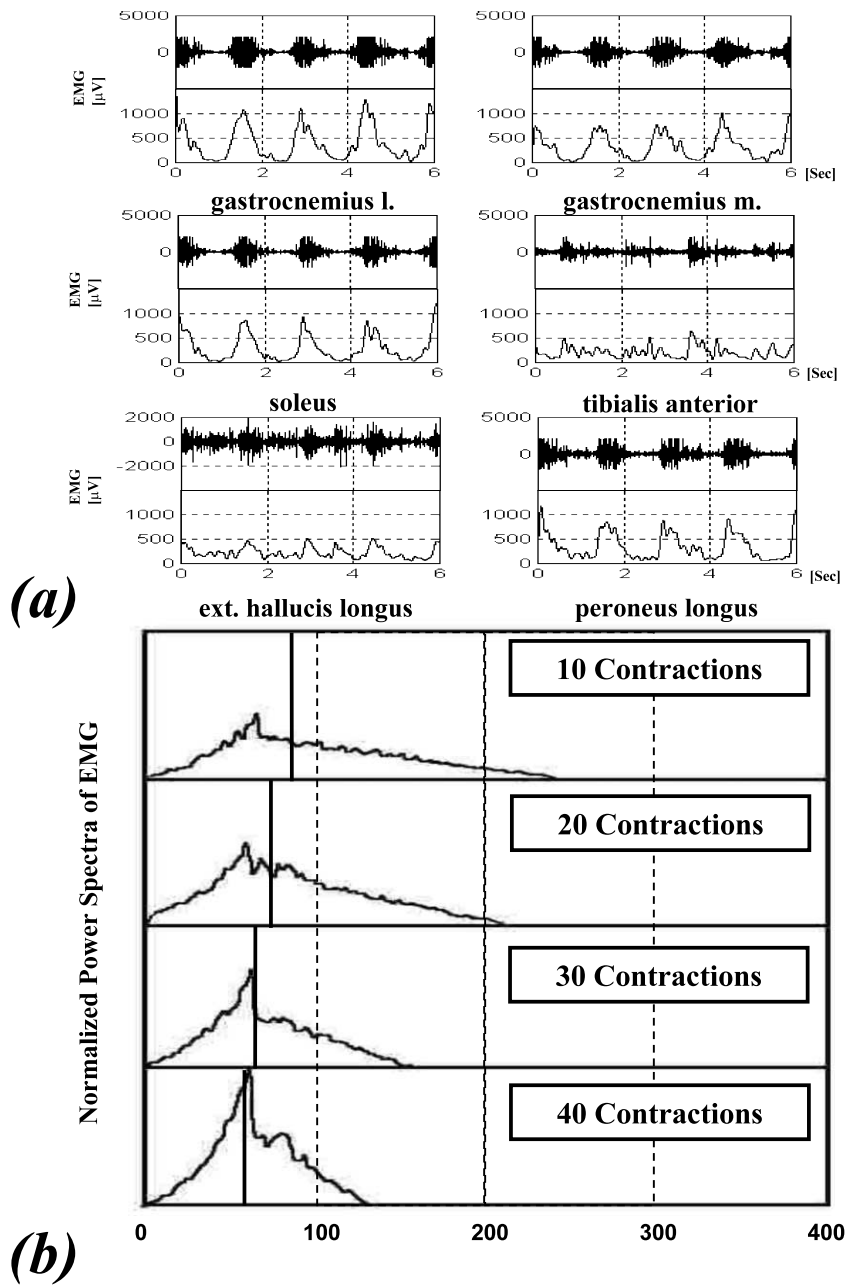 5000 5000
0 0
EMG
[µV]
1000 1000
500 500
0 0
0 2 4 6 0 2 4 6 [Sec]
gastrocnemius l. gastrocnemius m.
5000 5000
0 0
EMG
[µV]
1000 1000
500 500
0 0
0 2 4 6 0 2 4 6 [Sec]
soleus tibialis anterior
2000 5000
0 0
-2000
EMG
[µV]
1000 1000
500 500
0 0
0 2 4 6 0 2 4 6 [Sec]
(a) ext. hallucis longus peroneus longus
Normalized Power Spectra of EMG
10 Contractions
20 Contractions
30 Contractions
40 Contractions
0 100 200 300 400
(b)